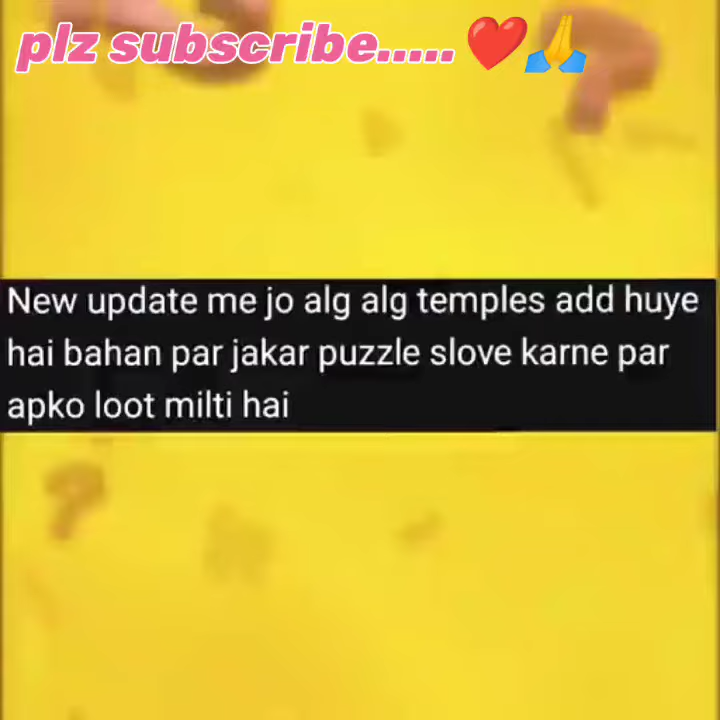 plz subscribe.....❤️🙏
New update me jo alg alg temples add huye
hai bahan par jakar puzzle slove karne par
apko loot milti hai